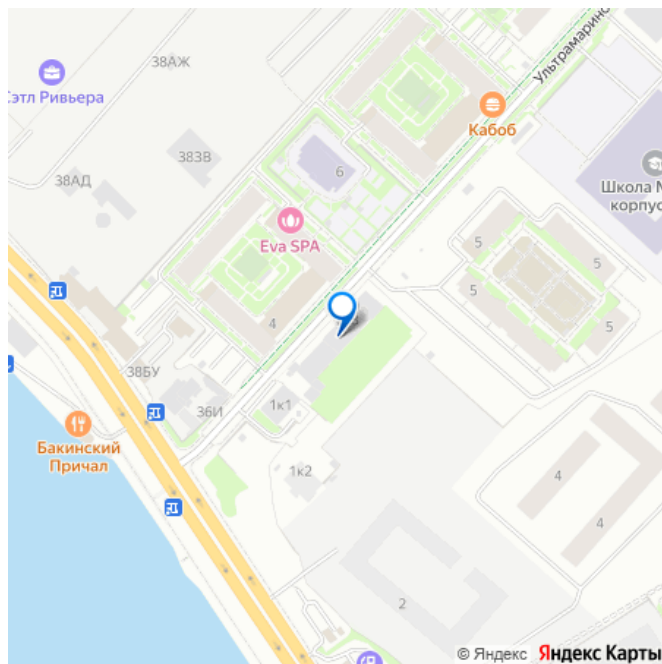 38АЖ
Ультрамарино
Сэтл Ривьера
Кабоб
383В
38АД
6
Школа М
корпус
Eva SPA
5
5
5
5
4
38БУ
36И
1к1
Бакинский
Причал
1к2
4
4
2
© Яндекс Яндекс Карты